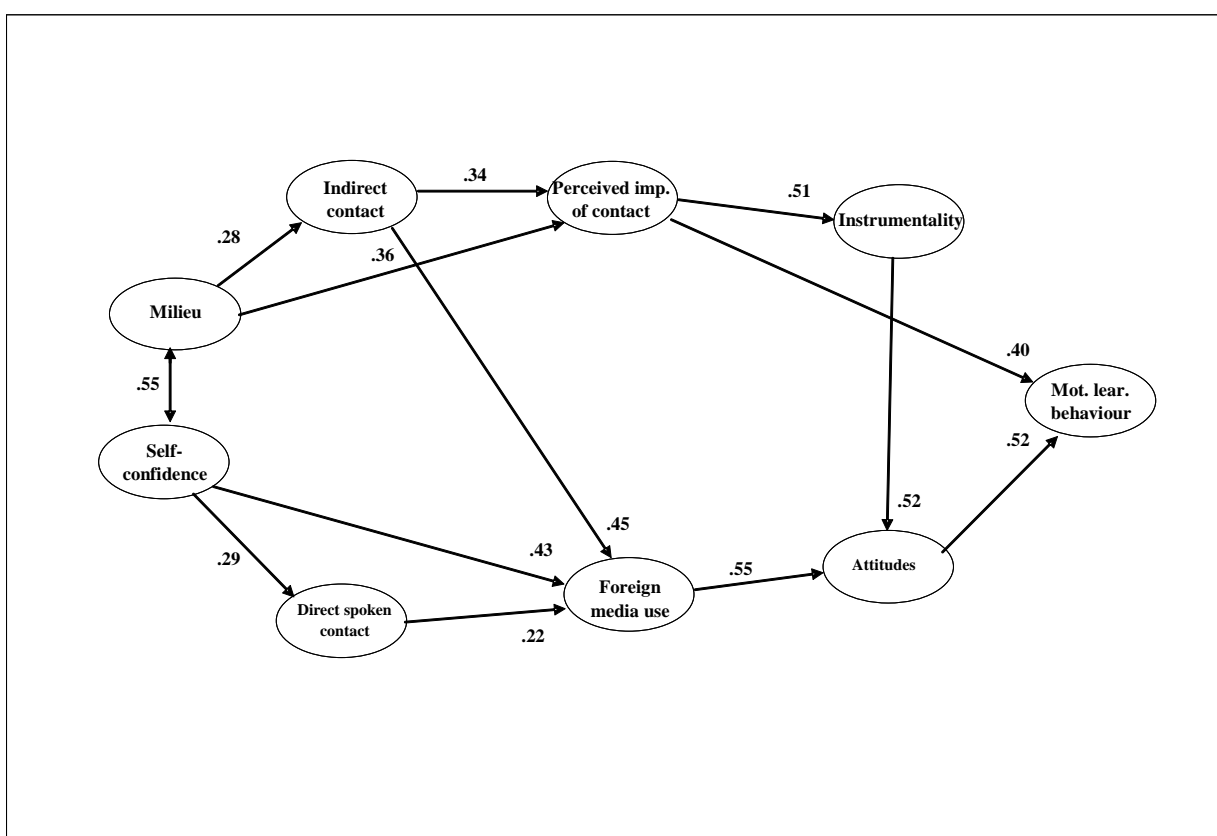 Indirect
contact
.34
Perceived imp.
of contact
.51
Instrumentality
.28
.36
Milieu
.55
.40
Mot. lear.
behaviour
Self-
confidence
.52
.29
.43
.45
.52
Direct spoken
contact
.22
Foreign
media use
.55
Attitudes